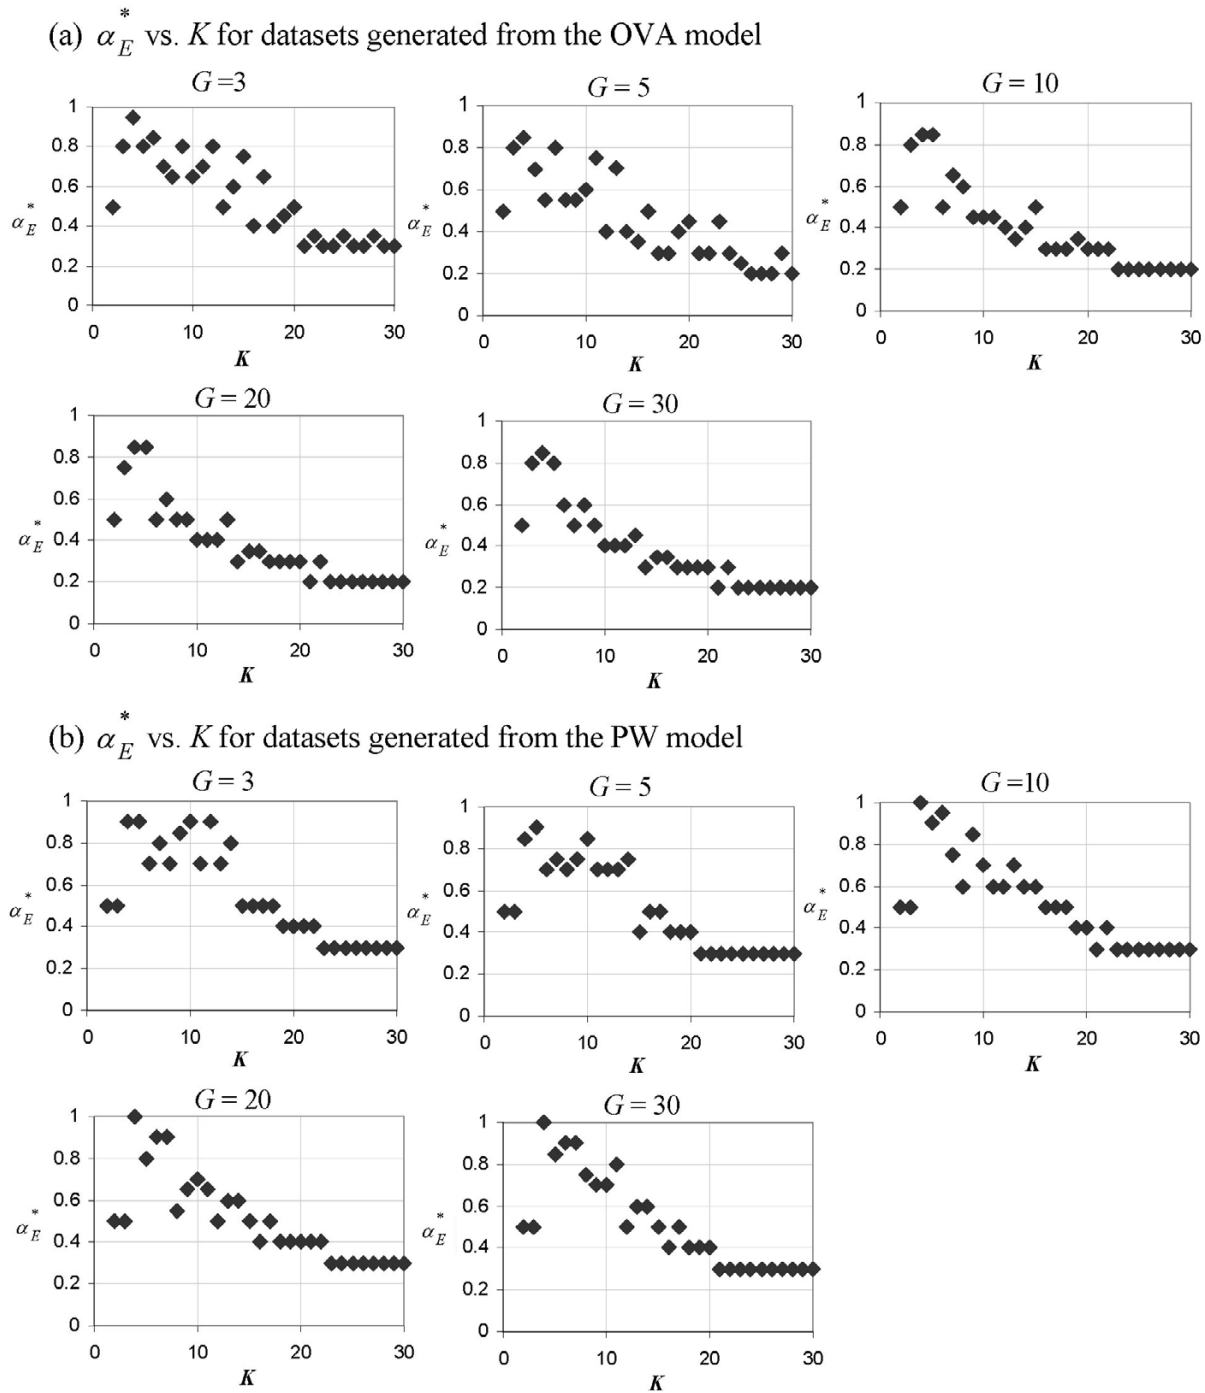 (a) α*E vs. K for datasets generated from the OVA model
G =3
1
0.8
0.6
α*E 0.4
0.2
0
0 10 20 30
K
G = 5
1
0.8
0.6
α*E 0.4
0.2
0
0 10 20 30
K
G = 10
1
0.8
0.6
α*E 0.4
0.2
0
0 10 20 30
K
G = 20
1
0.8
0.6
α*E 0.4
0.2
0
0 10 20 30
K
G = 30
1
0.8
0.6
α*E 0.4
0.2
0
0 10 20 30
K
(b) α*E vs. K for datasets generated from the PW model
G = 3
1
0.8
0.6
α*E 0.4
0.2
0
0 10 20 30
K
G = 5
1
0.8
0.6
α*E 0.4
0.2
0
0 10 20 30
K
G =10
1
0.8
0.6
α*E 0.4
0.2
0
0 10 20 30
K
G = 20
1
0.8
0.6
α*E 0.4
0.2
0
0 10 20 30
K
G = 30
1
0.8
0.6
α*E 0.4
0.2
0
0 10 20 30
K